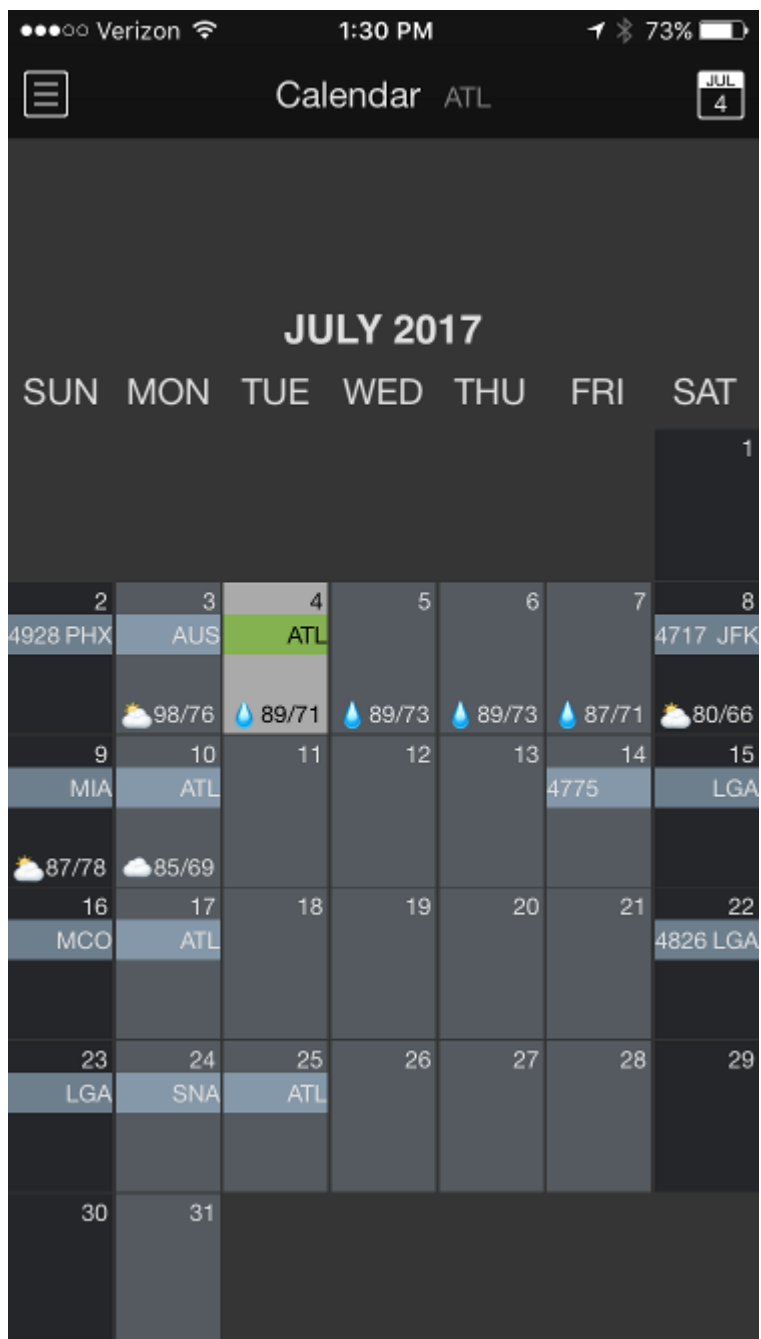 Verizon 1:30 PM 73%
Calendar ATL JUL 4
JULY 2017
SUN MON TUE WED THU FRI SAT
1
2 3 4 5 6 7 8
4928 PHX AUS ATL 4717 JFK
98/76 89/71 89/73 89/73 87/71 80/66
9 10 11 12 13 14 15
MIA ATL 4775 LGA
87/78 85/69
16 17 18 19 20 21 22
MCO ATL 4826 LGA
23 24 25 26 27 28 29
LGA SNA ATL
30 31